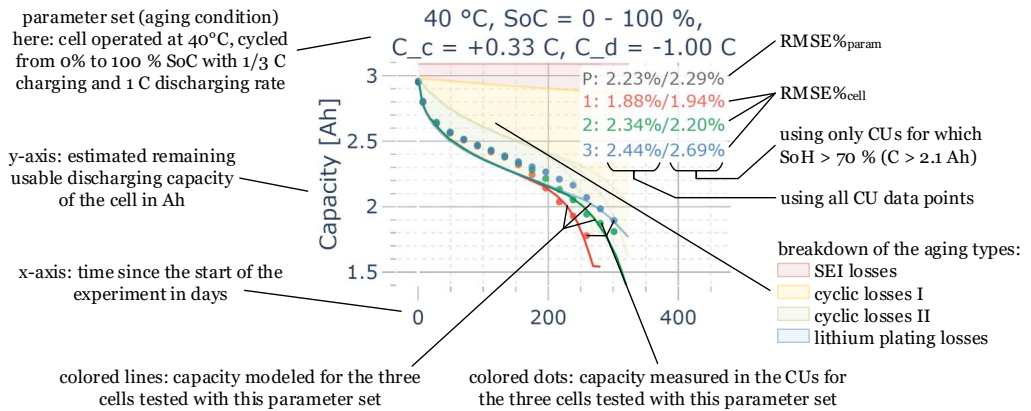 parameter set (aging condition)
here: cell operated at 40°C, cycled
from 0% to 100 % SoC with 1/3 C
charging and 1 C discharging rate
40 °C, SoC = 0 - 100 %,
C_c = +0.33 C, C_d = -1.00 C
P: 2.23%/2.29%
1: 1.88%/1.94%
2: 2.34%/2.20%
3: 2.44%/2.69%
RMSE%param
RMSE%cell
using only CUs for which
SoH > 70 % (C > 2.1 Ah)
using all CU data points
y-axis: estimated remaining
usable discharging capacity
of the cell in Ah
Capacity [Ah]
3
2.5
2
1.5
x-axis: time since the start of the
experiment in days
0
200
400
breakdown of the aging types:
SEI losses
cyclic losses I
cyclic losses II
lithium plating losses
colored lines: capacity modeled for the three
cells tested with this parameter set
colored dots: capacity measured in the CUs for
the three cells tested with this parameter set